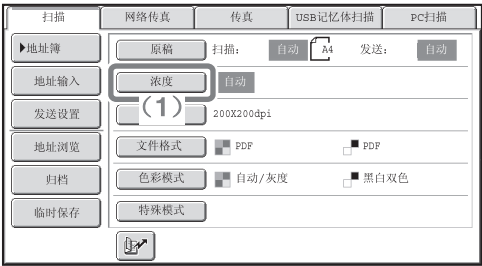 扫描 网络传真 传真 USB记忆体扫描 PC扫描
地址簿 原稿 扫描: 自动 A4 发送: 自动
地址输入 浓度 自动
发送设置 (1) 200X200dpi
地址浏览 文件格式 PDF PDF
归档 色彩模式 自动/灰度 黑白双色
临时保存 特殊模式